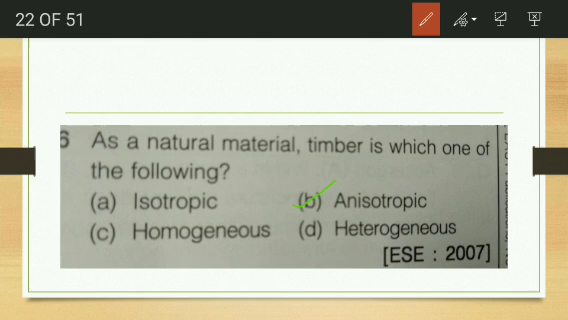 22 OF 51
6 As a natural material, timber is which one of
the following?
(a) Isotropic (b) Anisotropic
(c) Homogeneous (d) Heterogeneous
[ESE : 2007]